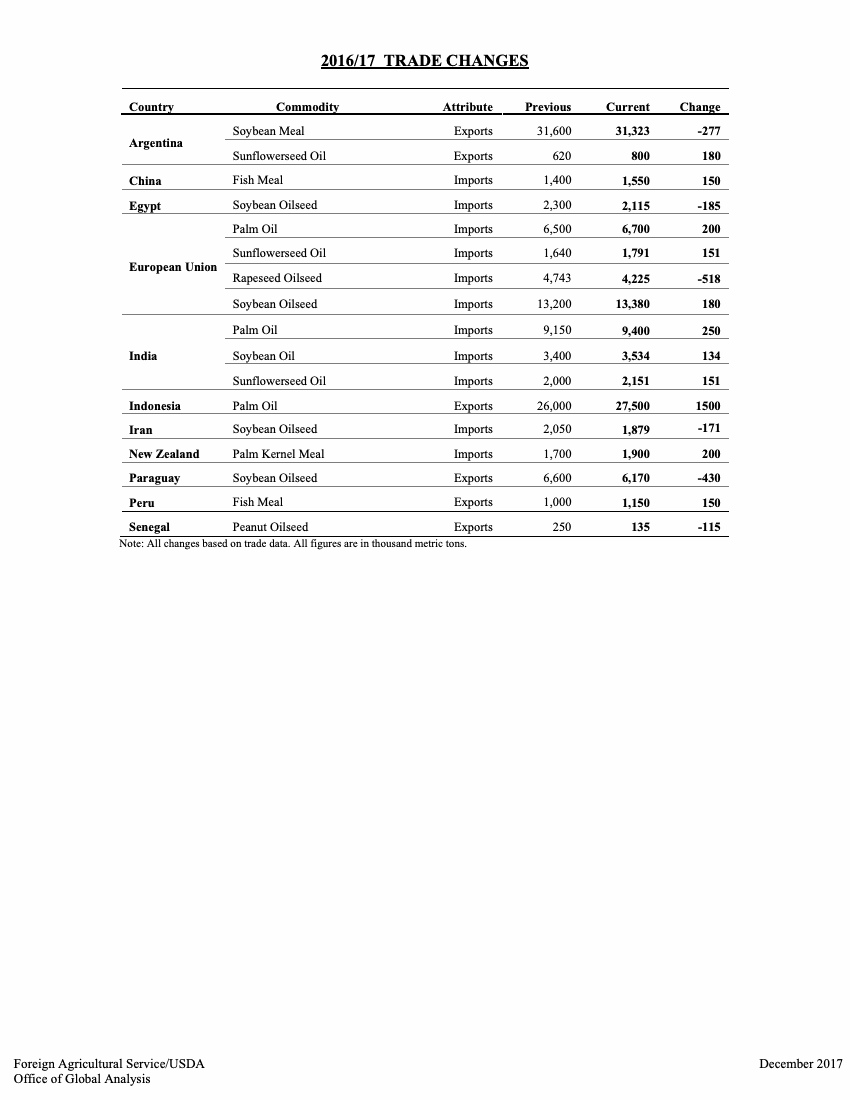 2016/17 TRADE CHANGES
Country Commodity Attribute Previous Current Change
Soybean Meal Exports 31,600 31,323 -277
Argentina
Sunflowerseed Oil Exports 620 800 180
China Fish Meal Imports 1,400 1,550 150
Egypt Soybean Oilseed Imports 2,300 2,115 -185
Palm Oil Imports 6,500 6,700 200
Sunflowerseed Oil Imports 1,640 1,791 151
European Union
Rapeseed Oilseed Imports 4,743 4,225 -518
Soybean Oilseed Imports 13,200 13,380 180
Palm Oil Imports 9,150 9,400 250
India Soybean Oil Imports 3,400 3,534 134
Sunflowerseed Oil Imports 2,000 2,151 151
Indonesia Palm Oil Exports 26,000 27,500 1500
Iran Soybean Oilseed Imports 2,050 1,879 -171
New Zealand Palm Kernel Meal Imports 1,700 1,900 200
Paraguay Soybean Oilseed Exports 6,600 6,170 -430
Peru Fish Meal Exports 1,000 1,150 150
Senegal Peanut Oilseed Exports 250 135 -115
Note: All changes based on trade data. All figures are in thousand metric tons.
Foreign Agricultural Service/USDA December 2017
Office of Global Analysis